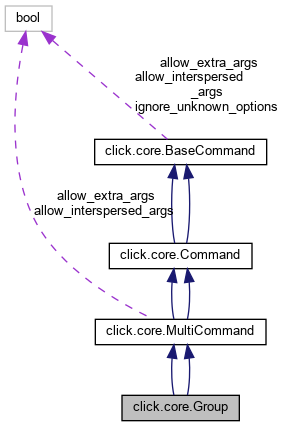 bool
allow_extra_args
allow_interspersed
_args
ignore_unknown_options
click.core.BaseCommand
allow_extra_args
allow_interspersed_args
click.core.Command
click.core.MultiCommand
click.core.Group